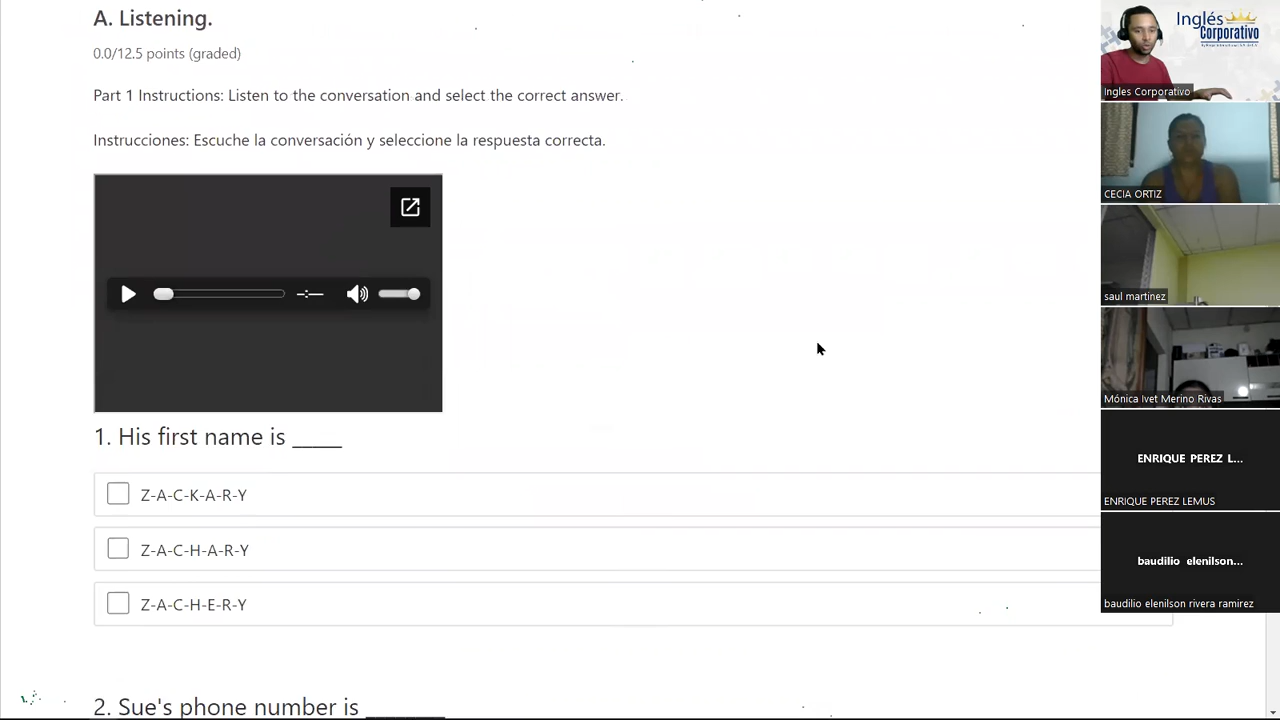 A. Listening.
0.0/12.5 points (graded)
Part 1 Instructions: Listen to the conversation and select the correct answer.
Instrucciones: Escuche la conversación y seleccione la respuesta correcta.
-:-
1. His first name is _____
Z-A-C-K-A-R-Y
Z-A-C-H-A-R-Y
Z-A-C-H-E-R-Y
2. Sue's phone number is _______
Inglés
Corporativo
Ingles Corporativo
CECIA ORTIZ
saul martinez
Mónica Ivet Merino Rivas
ENRIQUE PEREZ L...
ENRIQUE PEREZ LEMUS
baudilio elenilson...
baudilio elenilson rivera ramirez